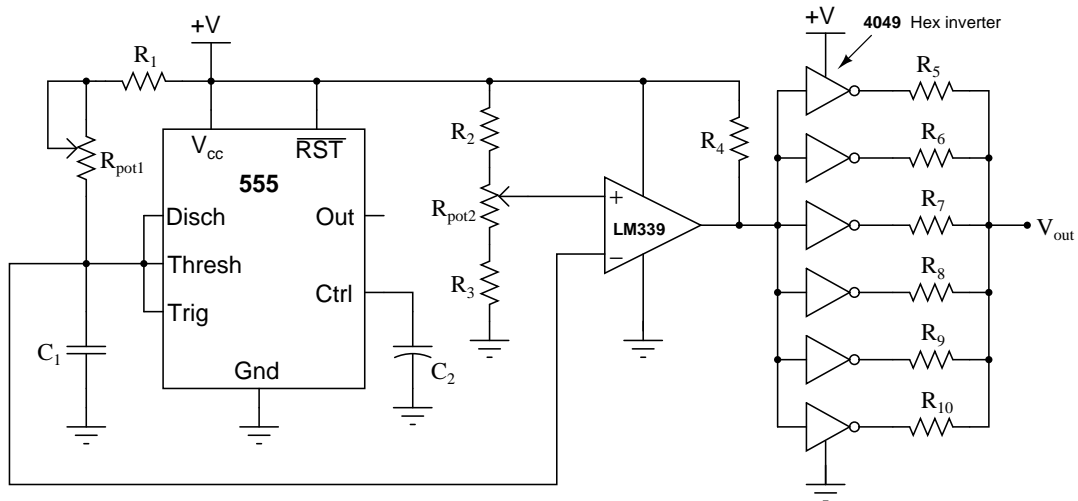 +V
+V
4049 Hex inverter
R1
R5
Vcc
RST
R2
R4
R6
Rpot1
555
Disch
Out
Rpot2
+
LM339
−
R7
Vout
Thresh
Ctrl
R3
R8
Trig
C1
Gnd
C2
R9
R10